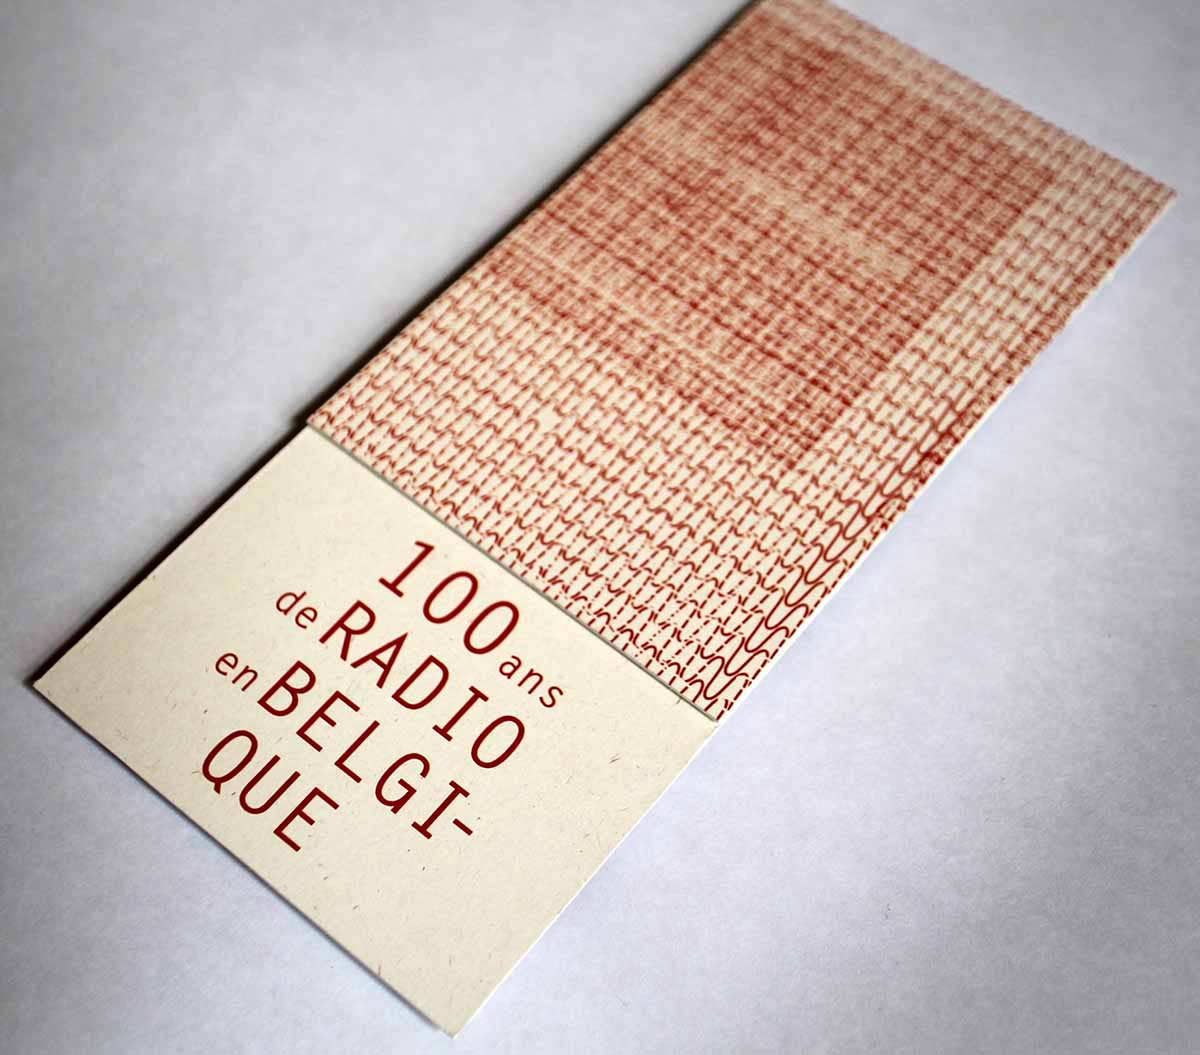 100 ans
de RADIO
en BELGI-
QUE